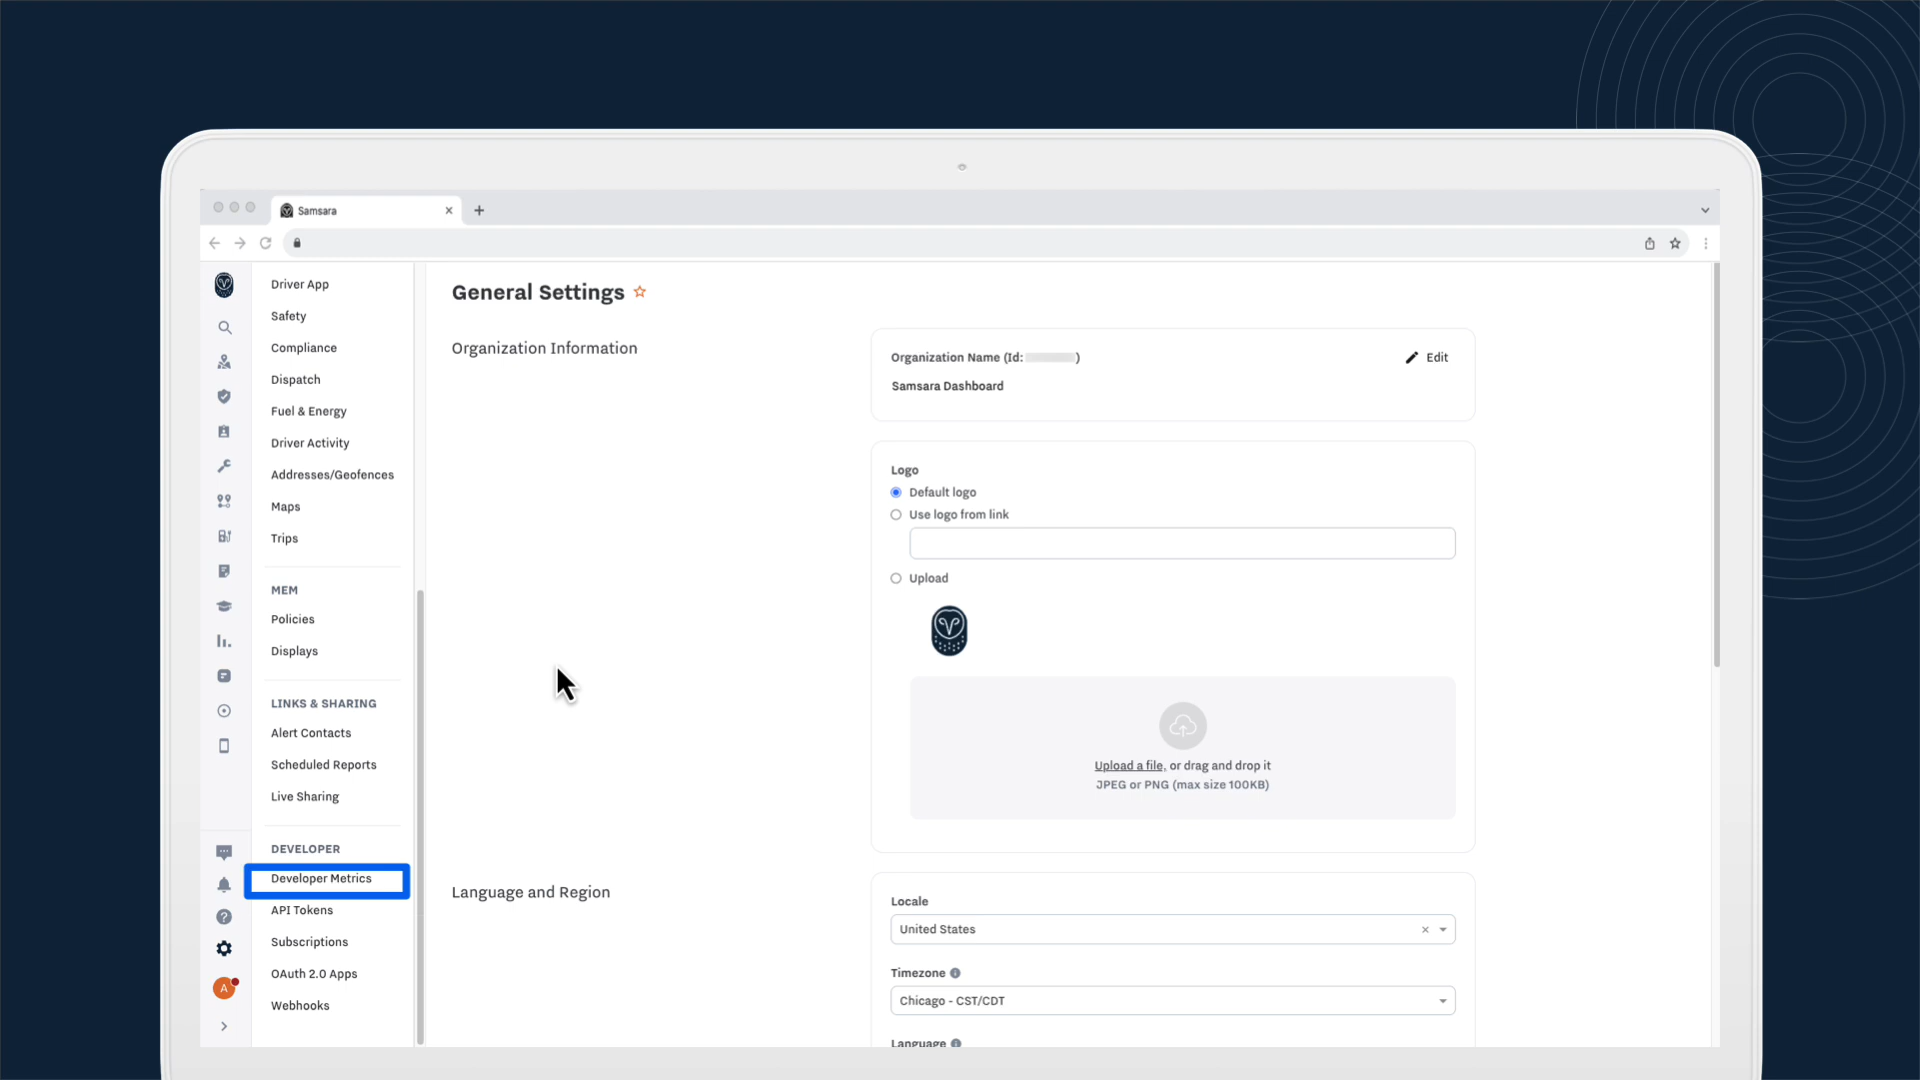 Samsara
Driver App
Safety
Compliance
Dispatch
Fuel & Energy
Driver Activity
Addresses/Geofences
Maps
Trips
MEM
Policies
Displays
LINKS & SHARING
Alert Contacts
Scheduled Reports
Live Sharing
DEVELOPER
Developer Metrics
API Tokens
Subscriptions
OAuth 2.0 Apps
Webhooks
A
General Settings
Organization Information
Organization Name (Id: )
Edit
Samsara Dashboard
Logo
Default logo
Use logo from link
Upload
Upload a file, or drag and drop it
JPEG or PNG (max size 100KB)
Language and Region
Locale
United States
Timezone
Chicago - CST/CDT
Language